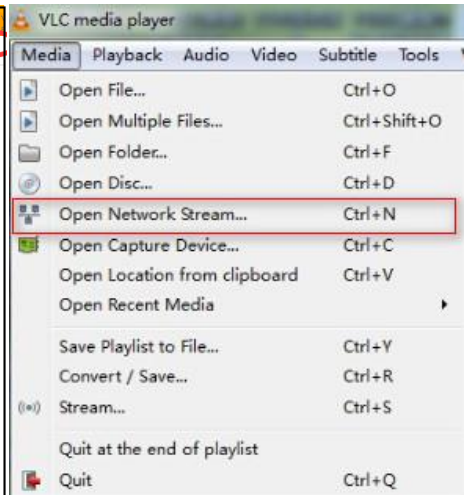 VLC media player
Media Playback Audio Video Subtitle Tools
Open File... Ctrl+O
Open Multiple Files... Ctrl+Shift+O
Open Folder... Ctrl+F
Open Disc... Ctrl+D
Open Network Stream... Ctrl+N
Open Capture Device... Ctrl+C
Open Location from clipboard Ctrl+V
Open Recent Media
Save Playlist to File... Ctrl+Y
Convert / Save... Ctrl+R
Stream... Ctrl+S
Quit at the end of playlist
Quit Ctrl+Q